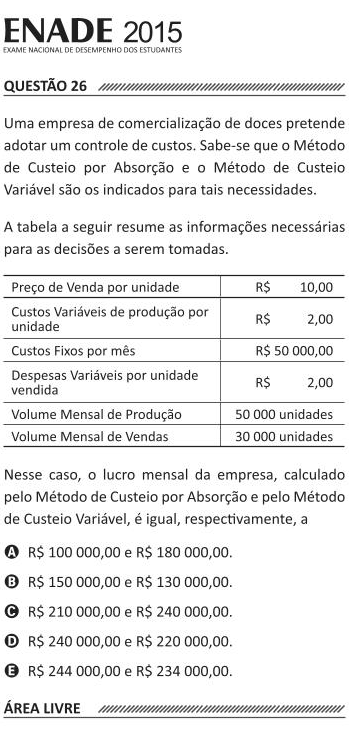 ENADE 2015
EXAME NACIONAL DE DESEMPENHO DOS ESTUDANTES
QUESTÃO 26
Uma empresa de comercialização de doces pretende
adotar um controle de custos. Sabe-se que o Método
de Custeio por Absorção e o Método de Custeio
Variável são os indicados para tais necessidades.
A tabela a seguir resume as informações necessárias
para as decisões a serem tomadas.
Preço de Venda por unidade R$ 10,00
Custos Variáveis de produção por
unidade R$ 2,00
Custos Fixos por mês R$ 50 000,00
Despesas Variáveis por unidade
vendida R$ 2,00
Volume Mensal de Produção 50 000 unidades
Volume Mensal de Vendas 30 000 unidades
Nesse caso, o lucro mensal da empresa, calculado
pelo Método de Custeio por Absorção e pelo Método
de Custeio Variável, é igual, respectivamente, a
A R$ 100 000,00 e R$ 180 000,00.
B R$ 150 000,00 e R$ 130 000,00.
C R$ 210 000,00 e R$ 240 000,00.
D R$ 240 000,00 e R$ 220 000,00.
E R$ 244 000,00 e R$ 234 000,00.
ÁREA LIVRE